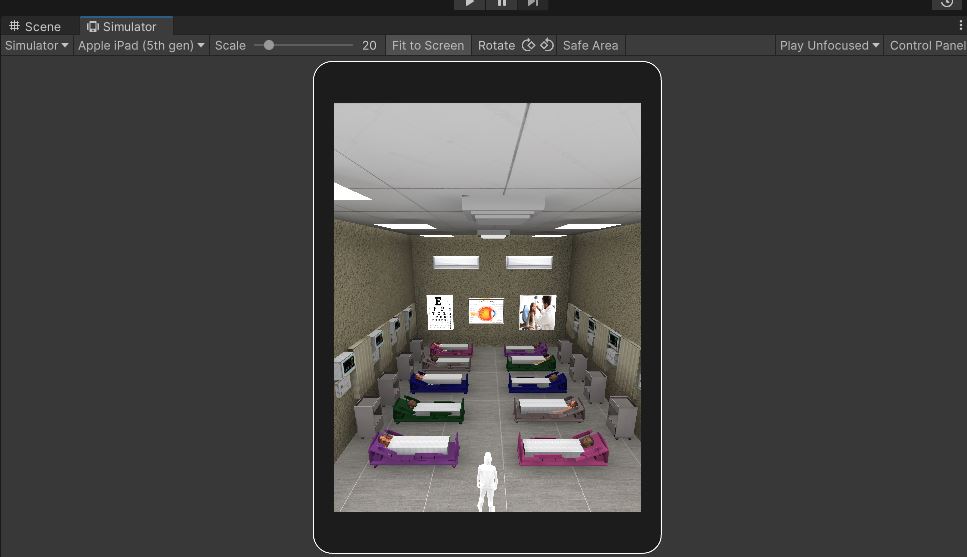 Scene
Simulator
Simulator Apple iPad (5th gen) Scale 20 Fit to Screen Rotate Safe Area Play Unfocused Control Panel
E